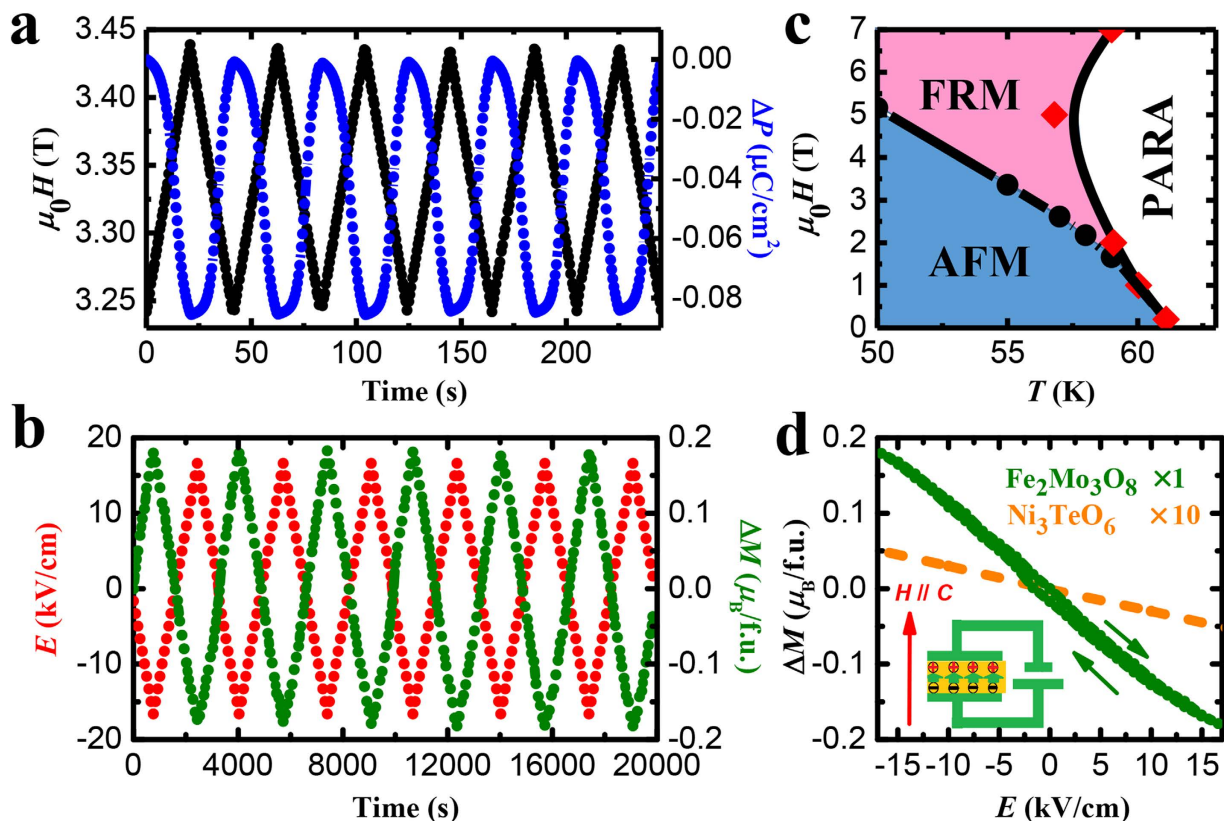 a
3.45
3.40
3.35
3.30
3.25
μ₀H (T)
0.00
-0.02
-0.04
-0.06
-0.08
ΔP (μC/cm²)
0 50 100 150 200
Time (s)
c
7
6
5
4
3
2
1
0
μ₀H (T)
FRM
AFM
PARA
50 55 60
T (K)
b
20
10
0
-10
-20
E (kV/cm)
0.2
0.1
0.0
-0.1
-0.2
ΔM (μ_B/f.u.)
0 4000 8000 12000 16000 20000
Time (s)
d
0.2
0.1
0.0
-0.1
-0.2
ΔM (μ_B/f.u.)
Fe₂Mo₃O₈ ×1
Ni₃TeO₆ ×10
H // C
-15 -10 -5 0 5 10 15
E (kV/cm)